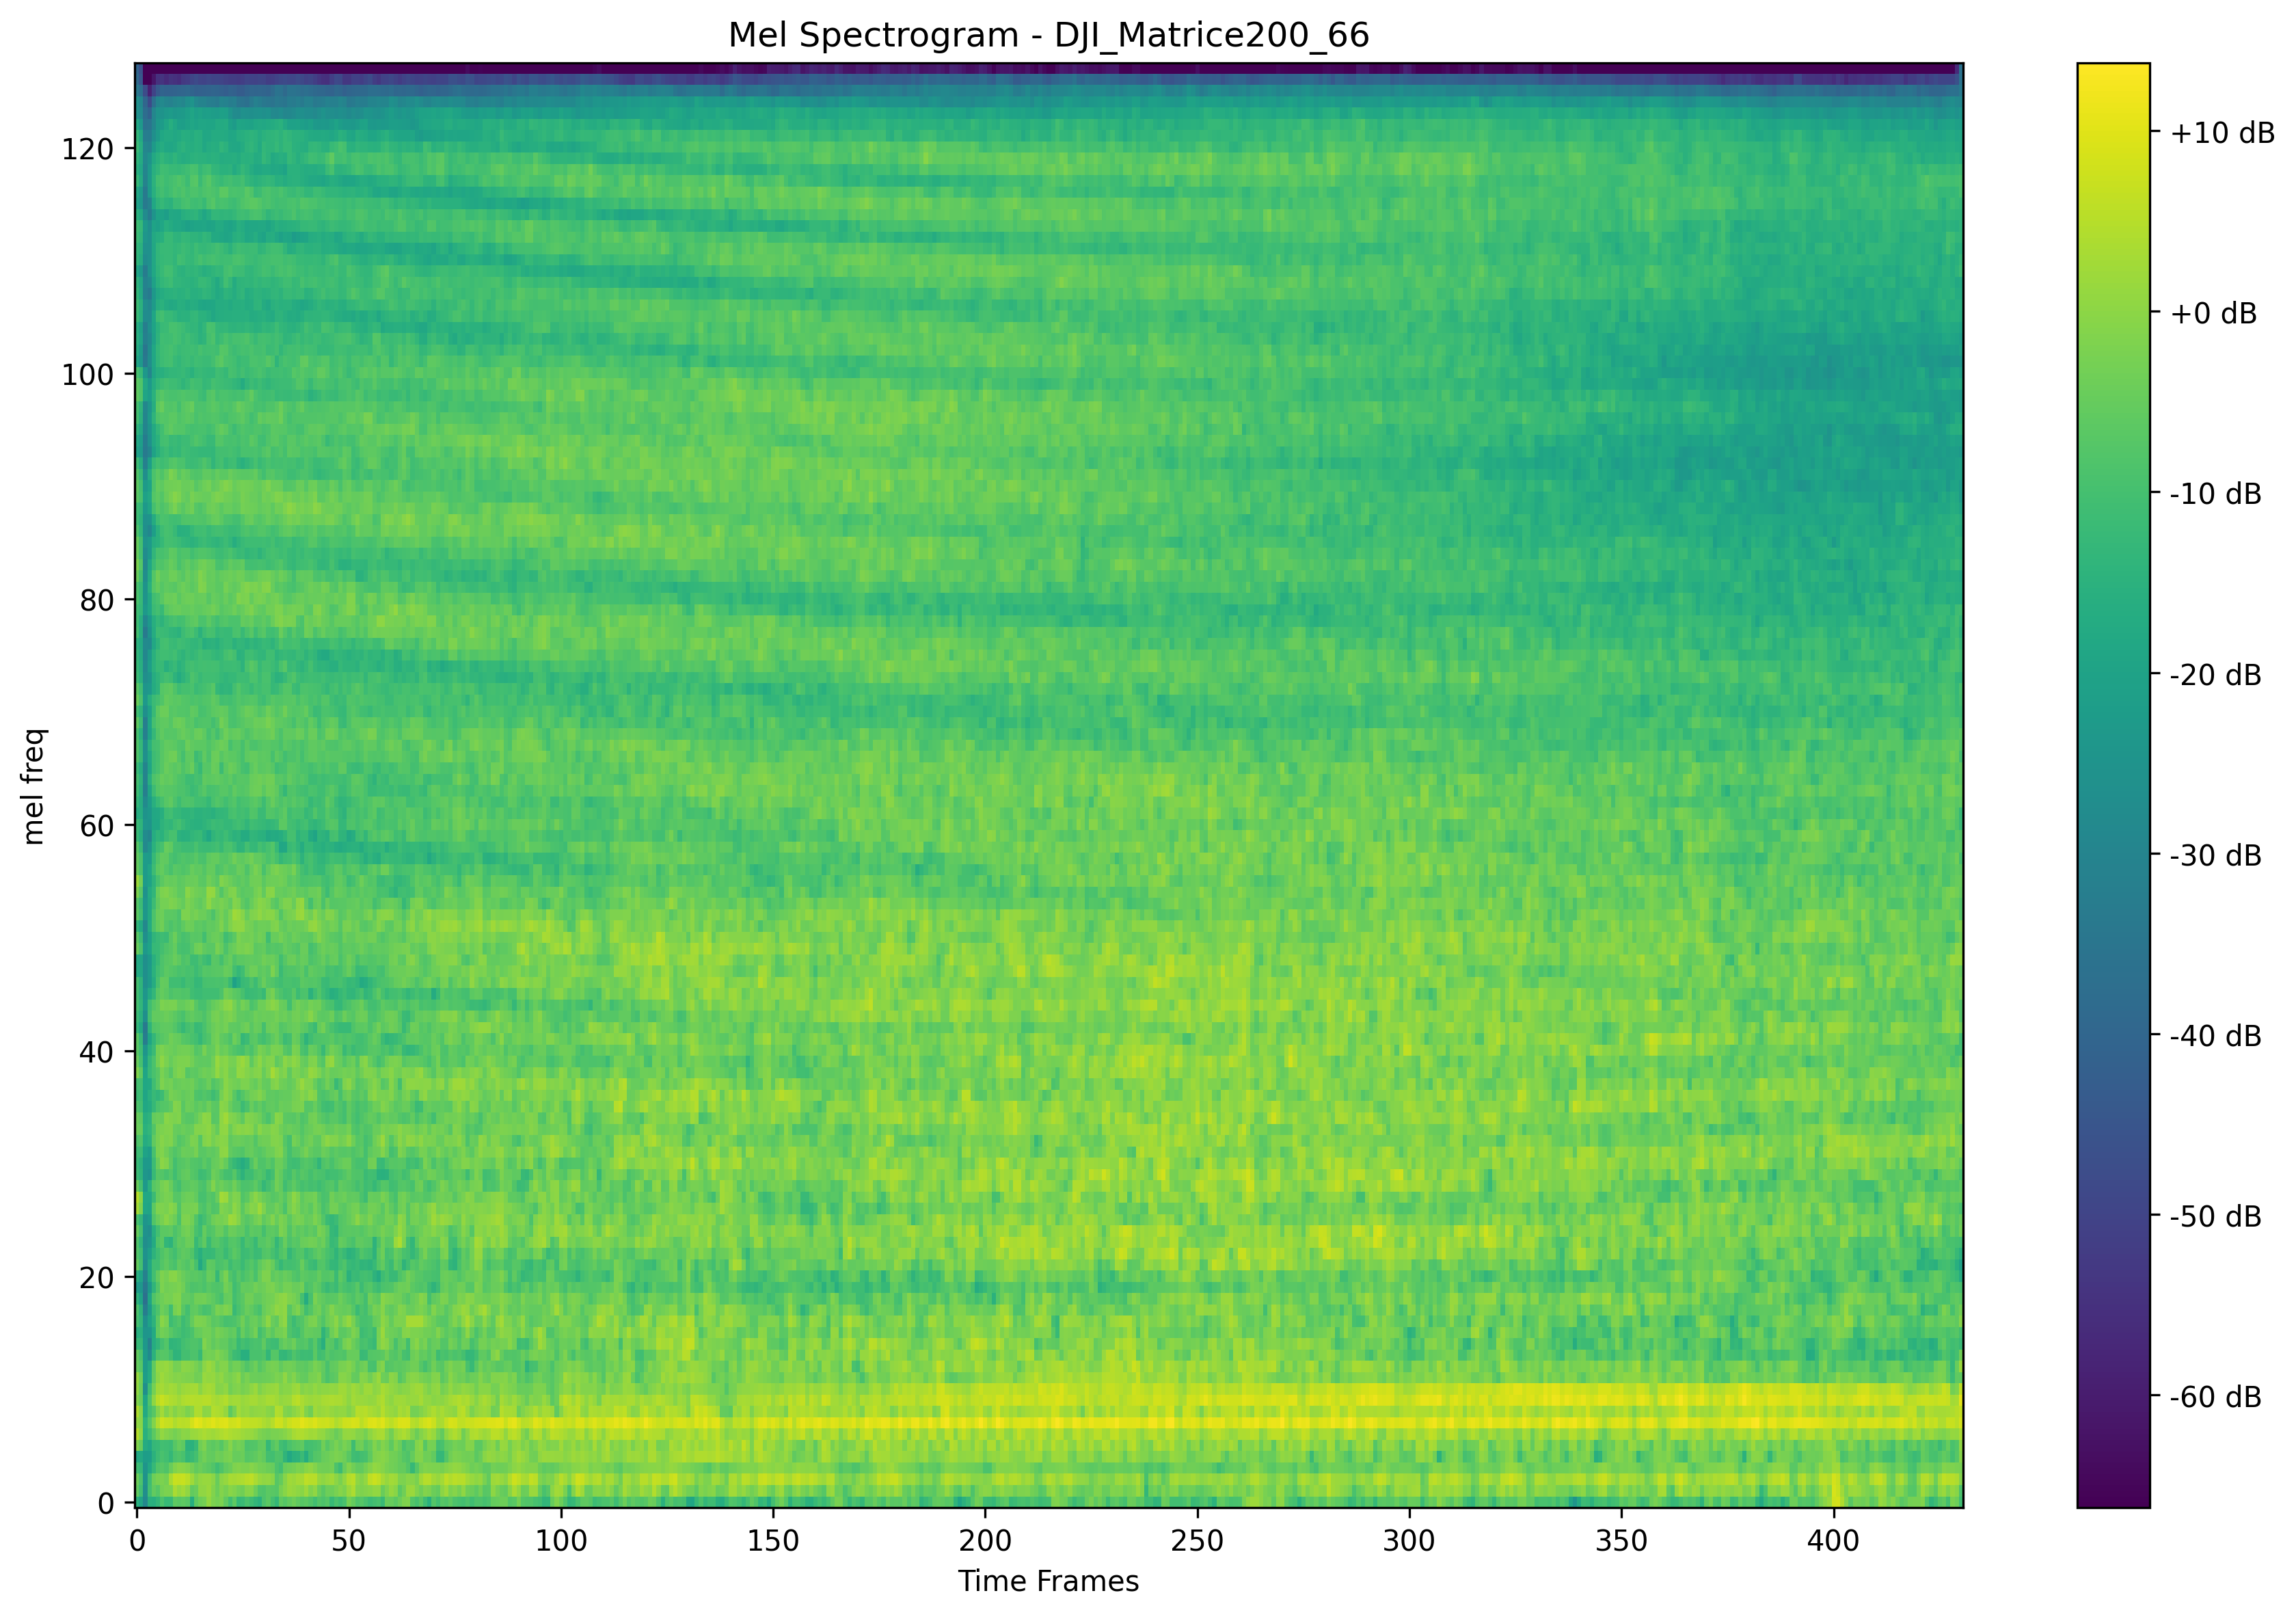 Mel Spectrogram - DJI_Matrice200_66
mel freq
120
100
80
60
40
20
0
0 50 100 150 200 250 300 350 400
Time Frames
+10 dB
+0 dB
-10 dB
-20 dB
-30 dB
-40 dB
-50 dB
-60 dB